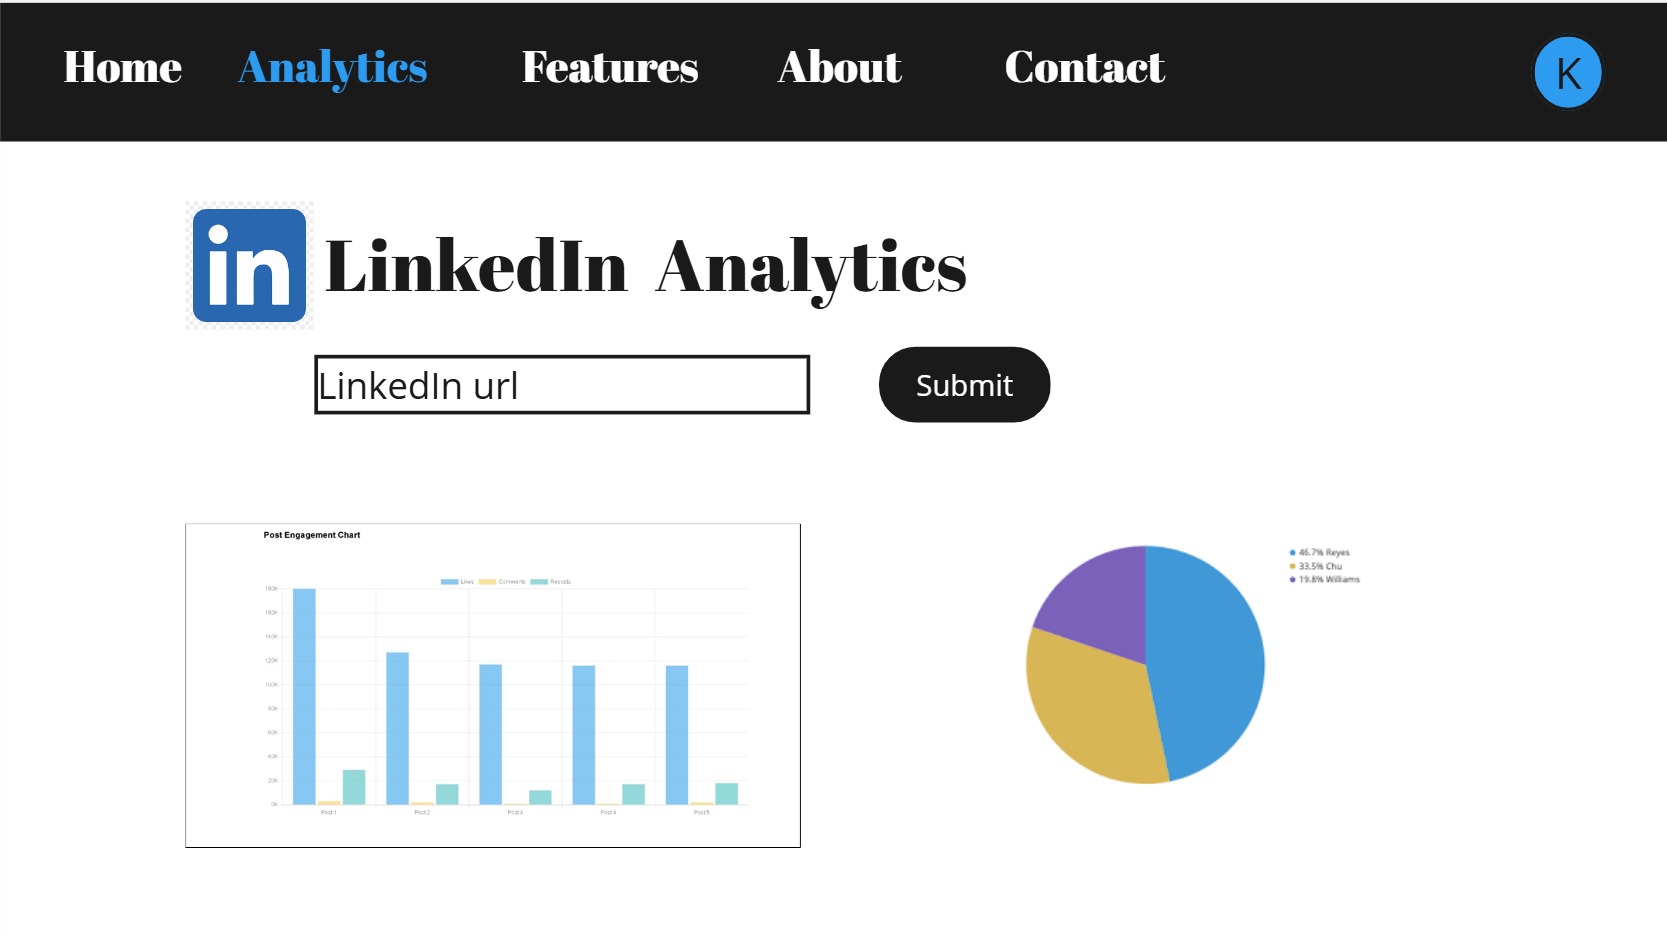 Home Analytics Features About Contact K
in LinkedIn Analytics
LinkedIn url Submit
Post Engagement Chart
Likes Comments Reposts
180K
160K
140K
120K
100K
80K
60K
40K
20K
0K
Post 1 Post 2 Post 3 Post 4 Post 5
46.7% Reyes
33.5% Chu
19.8% Williams